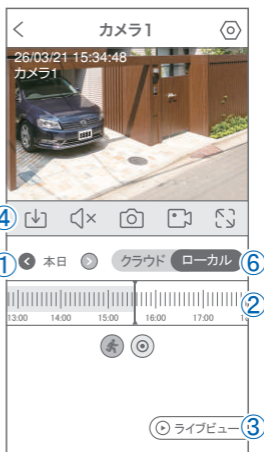 カメラ1
26/03/21 15:34:48
カメラ1
④
① 本日 クラウド ローカル ⑥
②
13:00 14:00 15:00 16:00 17:00
ライブビュー ③